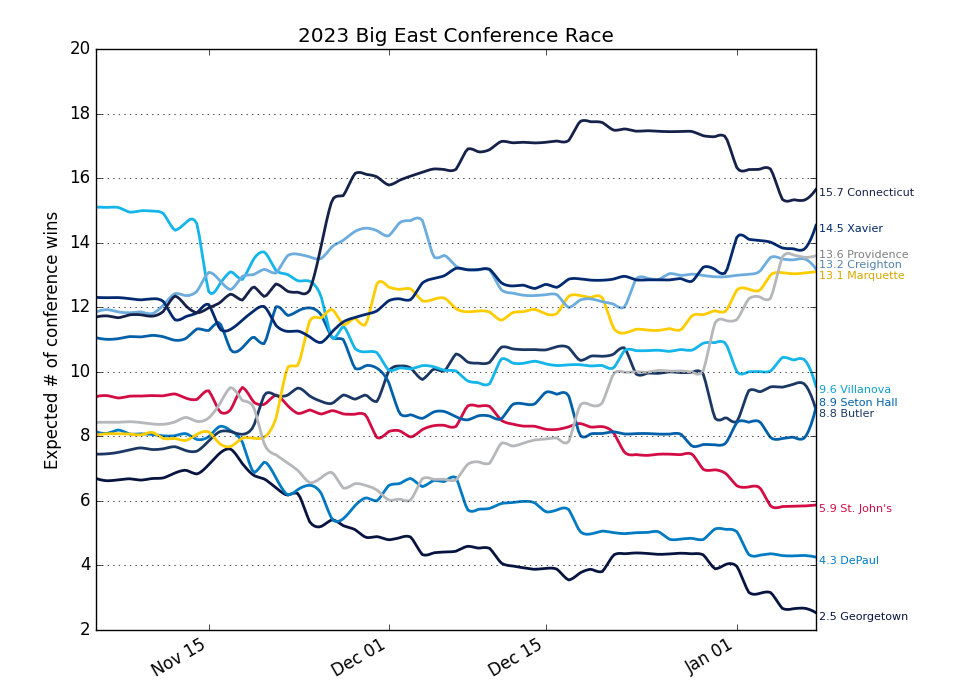 2023 Big East Conference Race
Expected # of conference wins
20
18
16
14
12
10
8
6
4
2
15.7 Connecticut
14.5 Xavier
13.6 Providence
13.2 Creighton
13.1 Marquette
9.6 Villanova
8.9 Seton Hall
8.8 Butler
5.9 St. John's
4.3 DePaul
2.5 Georgetown
Nov 15
Dec 01
Dec 15
Jan 01